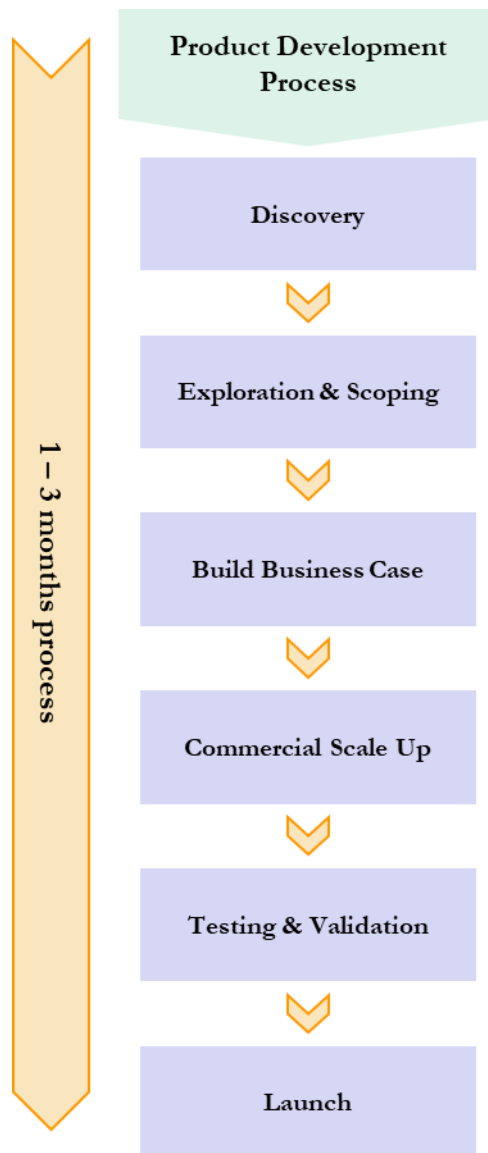 Product Development
Process
Discovery
Exploration & Scoping
Build Business Case
Commercial Scale Up
Testing & Validation
Launch
1 – 3 months process